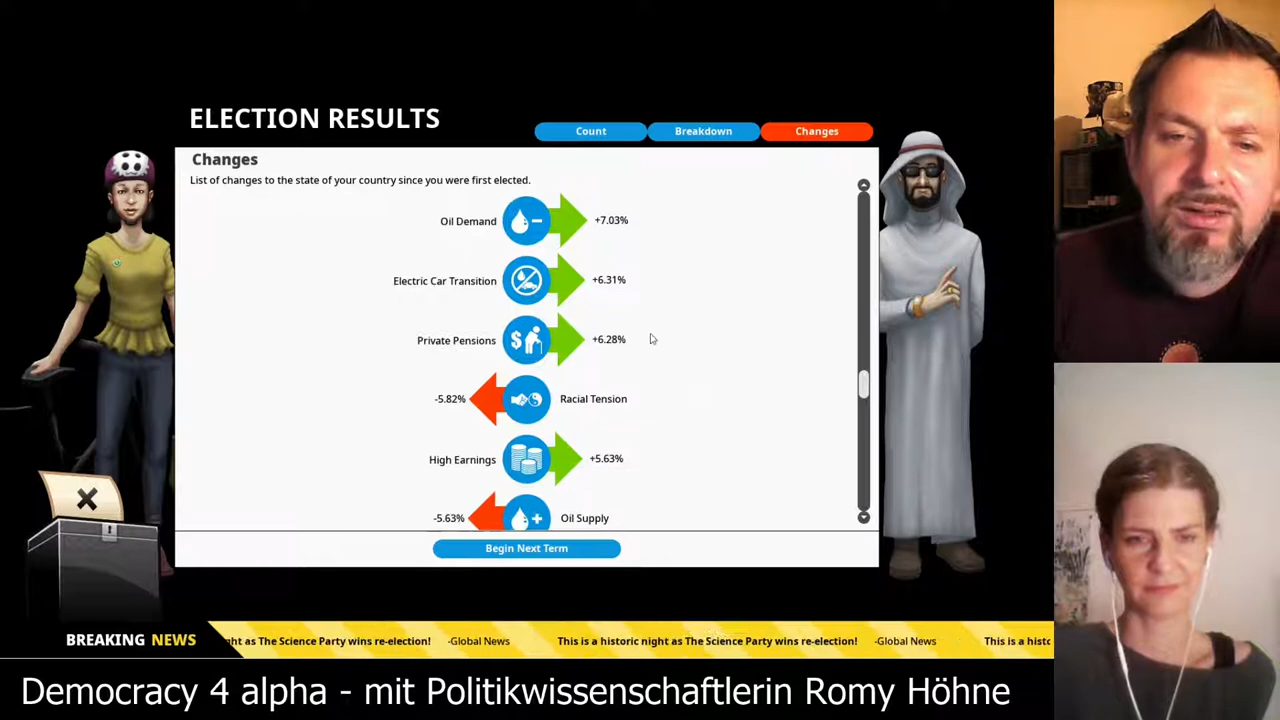 ELECTION RESULTS
Count
Breakdown
Changes
Changes
List of changes to the state of your country since you were first elected.
Oil Demand +7.03%
Electric Car Transition +6.31%
Private Pensions +6.28%
-5.82% Racial Tension
High Earnings +5.63%
-5.63% Oil Supply
Begin Next Term
BREAKING NEWS
ght as The Science Party wins re-election! -Global News This is a historic night as The Science Party wins re-election! -Global News This is a histc
Democracy 4 alpha - mit Politikwissenschaftlerin Romy Höhne